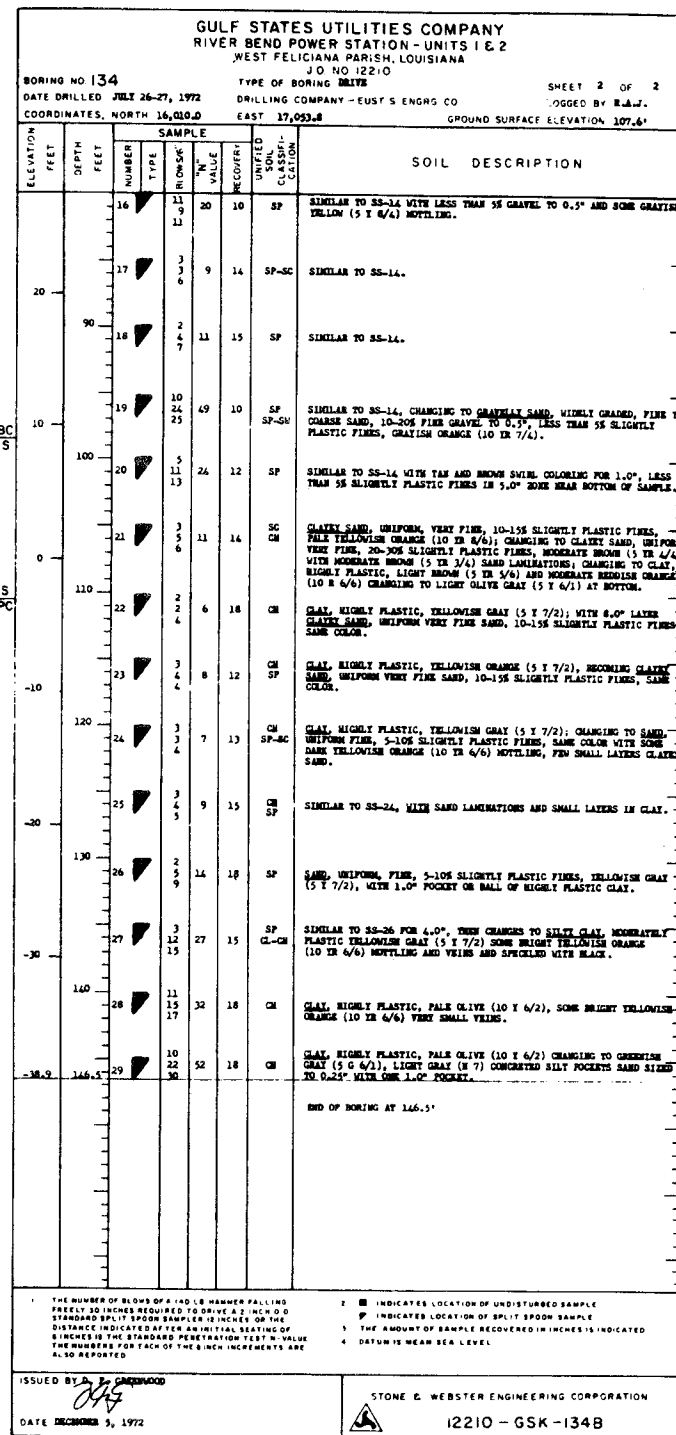 GULF STATES UTILITIES COMPANY
RIVER BEND POWER STATION - UNITS 1 & 2
WEST FELICIANA PARISH, LOUISIANA
J.O. NO 12210
BORING NO. 134 TYPE OF BORING DRIVE SHEET 2 OF 2
DATE DRILLED JULY 26-27, 1972 DRILLING COMPANY - EUSTIS ENGRG CO LOGGED BY R.A.J.
COORDINATES, NORTH 16,010.0 EAST 17,053.8 GROUND SURFACE ELEVATION 107.6'
ELEVATION FEET
DEPTH FEET
SAMPLE
NUMBER
TYPE
BLOWS/6"
"N" VALUE
RECOVERY
UNIFIED SOIL CLASSIFI-CATION
SOIL DESCRIPTION
16 11 9 11 20 10 SP SIMILAR TO SS-14 WITH LESS THAN 5% GRAVEL TO 0.5" AND SOME GRAYISH
YELLOW (5 Y 8/4) MOTTLING.
17 3 3 6 9 14 SP-SC SIMILAR TO SS-14.
20
90
18 2 4 7 11 15 SP SIMILAR TO SS-14.
19 10 24 25 49 10 SP SP-SW SIMILAR TO SS-14, CHANGING TO GRAVELLY SAND, WIDELY GRADED, FINE T
COARSE SAND, 10-20% FINE GRAVEL TO 0.5", LESS THAN 5% SLIGHTLY
PLASTIC FINES, GRAYISH ORANGE (10 YR 7/4).
BC
S
10
100
20 5 11 13 24 12 SP SIMILAR TO SS-14 WITH TAN AND BROWN SWIRL COLORING FOR 1.0", LESS
THAN 5% SLIGHTLY PLASTIC FINES IN 5.0" ZONE NEAR BOTTOM OF SAMPLE.
21 3 5 6 11 14 SC CH CLAYEY SAND, UNIFORM, VERY FINE, 10-15% SLIGHTLY PLASTIC FINES,
PALE YELLOWISH ORANGE (10 YR 8/6); CHANGING TO CLAYEY SAND, UNIFOR
VERY FINE, 20-30% SLIGHTLY PLASTIC FINES, MODERATE BROWN (5 YR 4/4
WITH MODERATE BROWN (5 YR 3/4) SAND LAMINATIONS; CHANGING TO CLAY,
HIGHLY PLASTIC, LIGHT BROWN (5 YR 5/6) AND MODERATE REDDISH ORANGE
(10 R 6/6) CHANGING TO LIGHT OLIVE GRAY (5 Y 6/1) AT BOTTOM.
0
110
S
PC
22 2 2 4 6 18 CH CLAY, HIGHLY PLASTIC, YELLOWISH GRAY (5 Y 7/2); WITH 8.0" LAYER
CLAYEY SAND, UNIFORM VERY FINE SAND, 10-15% SLIGHTLY PLASTIC FINES
SAME COLOR.
23 3 4 4 8 12 CH SP CLAY, HIGHLY PLASTIC, YELLOWISH ORANGE (5 Y 7/2), BECOMING CLAYEY
SAND, UNIFORM VERY FINE SAND, 10-15% SLIGHTLY PLASTIC FINES, SAME
COLOR.
-10
120
24 3 3 4 7 13 CH SP-SC CLAY, HIGHLY PLASTIC, YELLOWISH GRAY (5 Y 7/2); CHANGING TO SAND,
UNIFORM FINE, 5-10% SLIGHTLY PLASTIC FINES, SAME COLOR WITH SOME
DARK YELLOWISH ORANGE (10 YR 6/6) MOTTLING, FEW SMALL LAYERS CLAYE
SAND.
25 3 4 5 9 15 CH SP SIMILAR TO SS-24, WITH SAND LAMINATIONS AND SMALL LAYERS IN CLAY.
-20
130
26 2 5 9 14 18 SP SAND, UNIFORM, FINE, 5-10% SLIGHTLY PLASTIC FINES, YELLOWISH GRAY
(5 Y 7/2), WITH 1.0" POCKET OR BALL OF HIGHLY PLASTIC CLAY.
27 3 12 15 27 15 SP CL-CH SIMILAR TO SS-26 FOR 4.0", THEN CHANGES TO SILTY CLAY, MODERATELY
PLASTIC YELLOWISH GRAY (5 Y 7/2) SOME BRIGHT YELLOWISH ORANGE
(10 YR 6/6) MOTTLING AND VEINS AND SPECKLED WITH BLACK.
-30
140
28 11 15 17 32 18 CH CLAY, HIGHLY PLASTIC, PALE OLIVE (10 Y 6/2), SOME BRIGHT YELLOWISH
ORANGE (10 YR 6/6) VERY SMALL VEINS.
-38.9 146.5 29 10 22 30 52 18 CH CLAY, HIGHLY PLASTIC, PALE OLIVE (10 Y 6/2) CHANGING TO GREENISH
GRAY (5 G 6/1), LIGHT GRAY (N 7) CONCRETED SILT POCKETS SAND SIZED
TO 0.25" WITH ONE 1.0" POCKET.
END OF BORING AT 146.5'
1 THE NUMBER OF BLOWS OF A 140 LB HAMMER FALLING
FREELY 30 INCHES REQUIRED TO DRIVE A 2 INCH O D
STANDARD SPLIT SPOON SAMPLER 12 INCHES OR THE
DISTANCE INDICATED AFTER AN INITIAL SEATING OF
6 INCHES IS THE STANDARD PENETRATION TEST N-VALUE
THE NUMBERS FOR EACH OF THE 6 INCH INCREMENTS ARE
ALSO REPORTED
2 INDICATES LOCATION OF UNDISTURBED SAMPLE
INDICATES LOCATION OF SPLIT SPOON SAMPLE
3 THE AMOUNT OF SAMPLE RECOVERED IN INCHES IS INDICATED
4 DATUM IS MEAN SEA LEVEL
ISSUED BY D. F. GREENWOOD
DATE DECEMBER 5, 1972
STONE & WEBSTER ENGINEERING CORPORATION
12210 - GSK - 134B